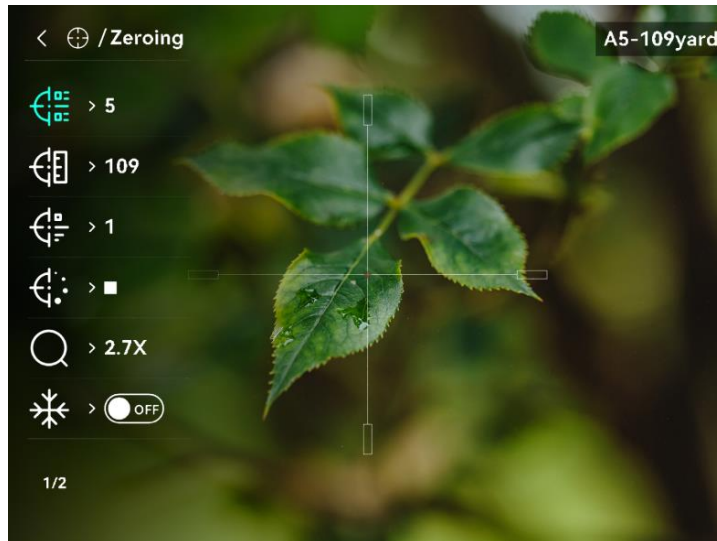 < / Zeroing
A5-109yard
> 5
> 109
> 1
>
> 2.7X
> OFF
1/2